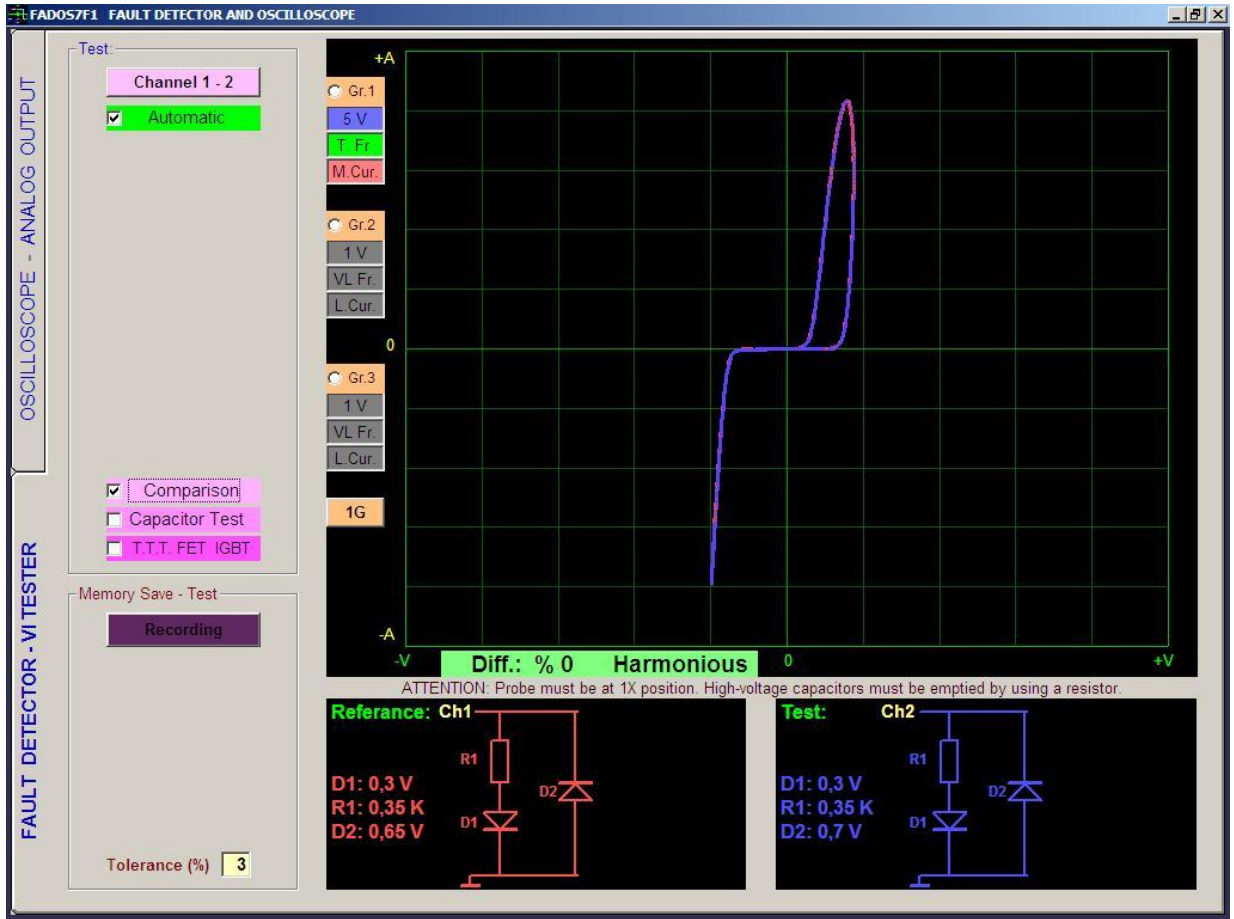 FADOS7F1 FAULT DETECTOR AND OSCILLOSCOPE
OSCILLOSCOPE - ANALOG OUTPUT
FAULT DETECTOR - VI TESTER
Test:
Channel 1 - 2
Automatic
Comparison
Capacitor Test
T.T.T. FET IGBT
Memory Save - Test
Recording
Tolerance (%) 3
+A
Gr.1
5 V
T. Fr
M.Cur.
Gr.2
1 V
VL Fr.
L.Cur.
0
Gr.3
1 V
VL Fr.
L.Cur.
1G
-A
-V
Diff.: % 0 Harmonious
0
+V
ATTENTION: Probe must be at 1X position. High-voltage capacitors must be emptied by using a resistor.
Referance: Ch1
R1
D1: 0,3 V
D2
R1: 0,35 K
D1
D2: 0,65 V
Test: Ch2
R1
D1: 0,3 V
D2
R1: 0,35 K
D1
D2: 0,7 V